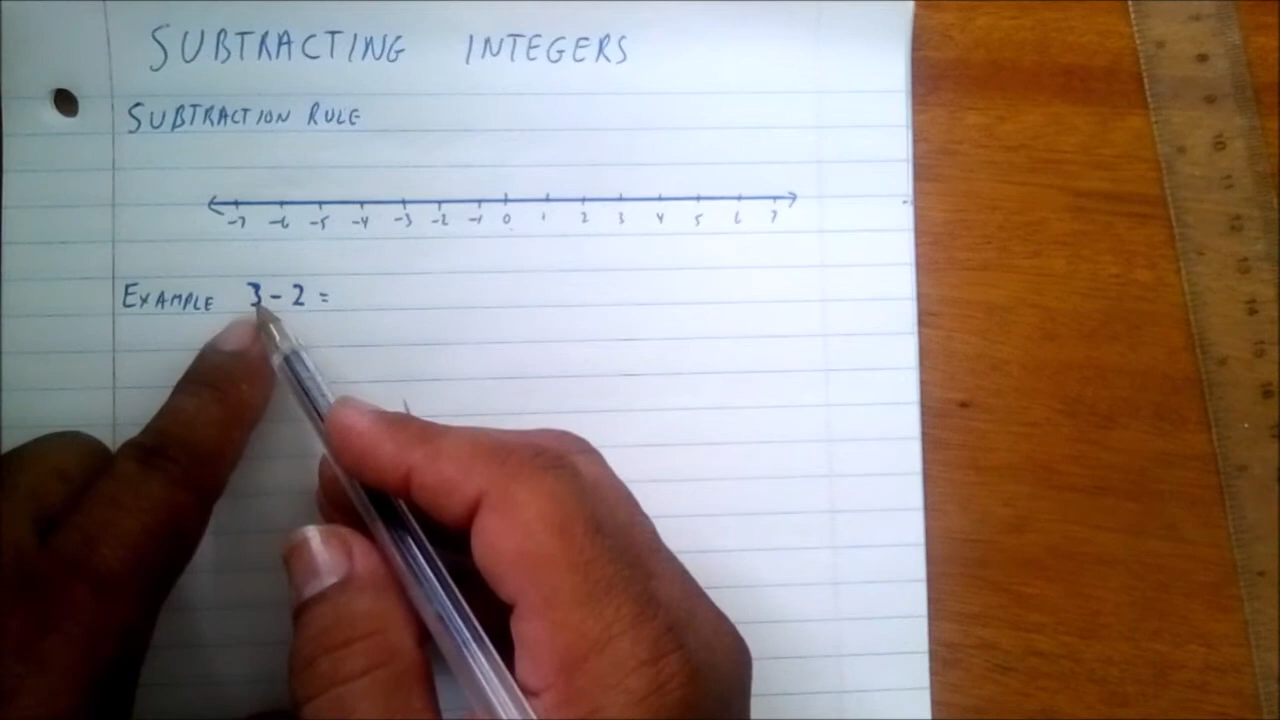 SUBTRACTING INTEGERS
SUBTRACTION RULE
-7 -6 -5 -4 -3 -2 -1 0 1 2 3 4 5 6 7
EXAMPLE 3 - 2 =